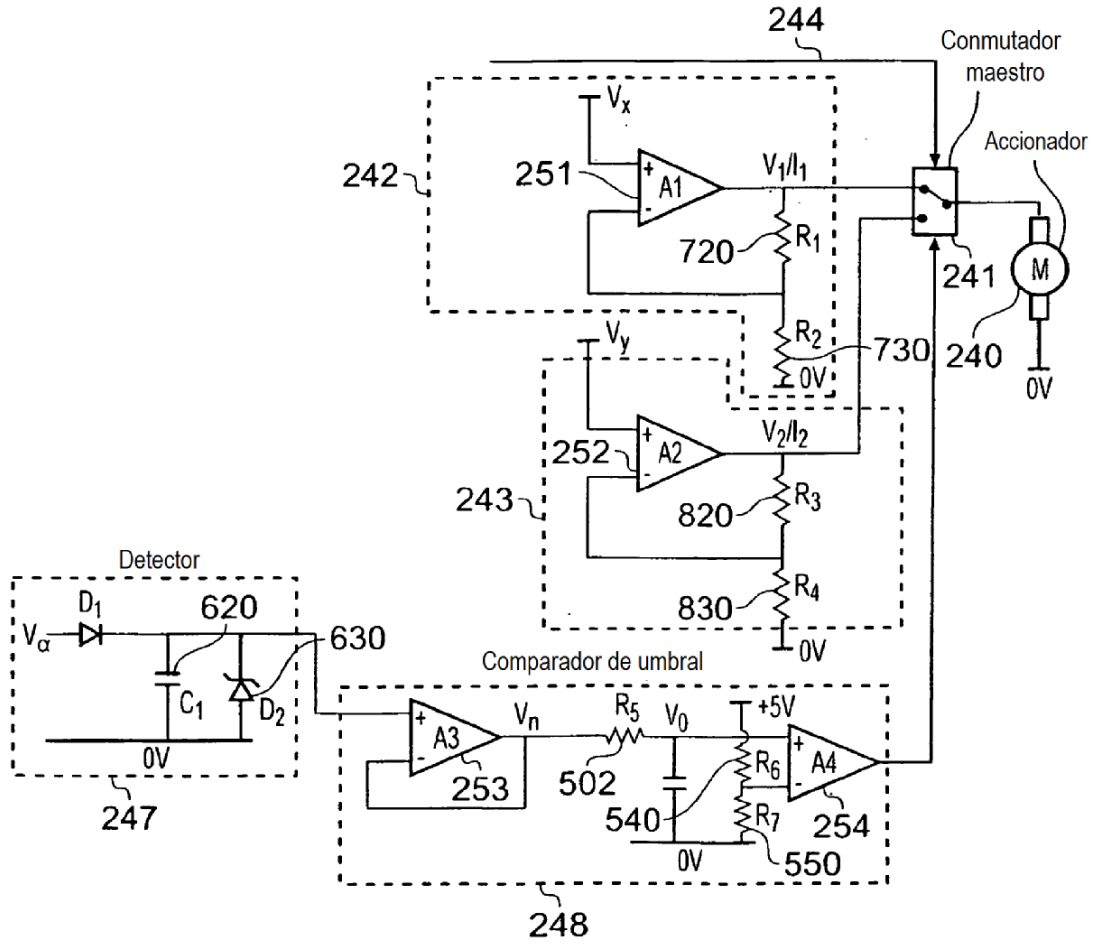 244
Conmutador
maestro
Accionador
Vx
242
251
+
-
A1
V1/I1
720
R1
241
M
240
0V
R2
730
0V
Vy
243
252
+
-
A2
V2/I2
820
R3
830
R4
0V
Detector
D1
620
Vα
630
C1
D2
0V
247
Comparador de umbral
+
-
A3
253
Vn
R5
502
V0
+5V
R6
540
R7
550
+
-
A4
254
0V
248